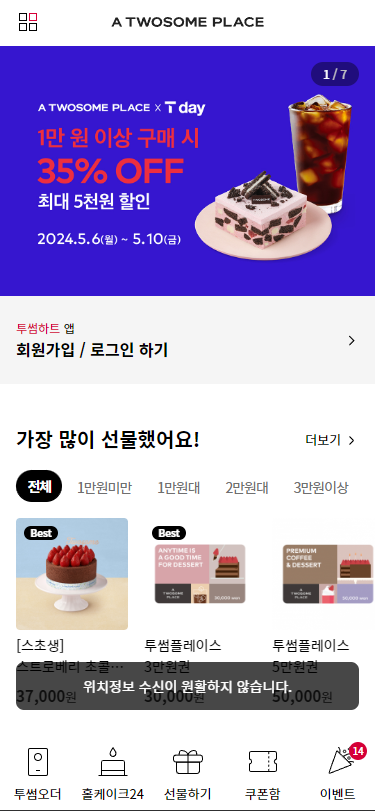 A TWOSOME PLACE
1 / 7
A TWOSOME PLACE x T day
1만 원 이상 구매 시
35% OFF
최대 5천원 할인
2024.5.6(월) ~ 5.10(금)
투썸하트 앱
회원가입 / 로그인 하기
가장 많이 선물했어요!
더보기
전체 1만원미만 1만원대 2만원대 3만원이상
Best Best
ANYTIME IS
A GOOD TIME
FOR DESSERT
A TWOSOME PLACE
30,000 WON
PREMIUM
COFFEE
& DESSERT
A TWOSOME PLACE
50,000 WON
[스초생] 투썸플레이스 투썸플레이스
스트로베리 초콜... 3만원권 5만원권
37,000원 30,000원 50,000원
위치정보 수신이 원활하지 않습니다.
14
투썸오더 홀케이크24 선물하기 쿠폰함 이벤트